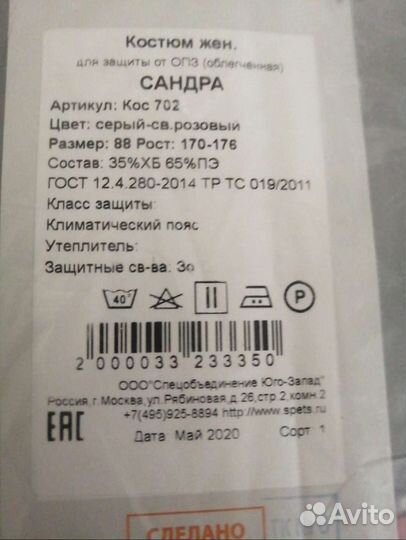 Костюм жен.
для защиты от ОПЗ (облегченная)
САНДРА
Артикул: Кос 702
Цвет: серый-св.розовый
Размер: 88 Рост: 170-176
Состав: 35%ХБ 65%ПЭ
ГОСТ 12.4.280-2014 ТР ТС 019/2011
Класс защиты:
Климатический пояс
Утеплитель:
Защитные св-ва: Зо
40° P
2 000033 233350
ООО"Спецобъединение Юго-Запад"
Россия,г.Москва,ул.Рябиновая,д.26,стр.2,комн.2
+7(495)925-8894 http://www.spets.ru
EAC Дата Май 2020 Сорт 1
СДЕЛАНО
Avito